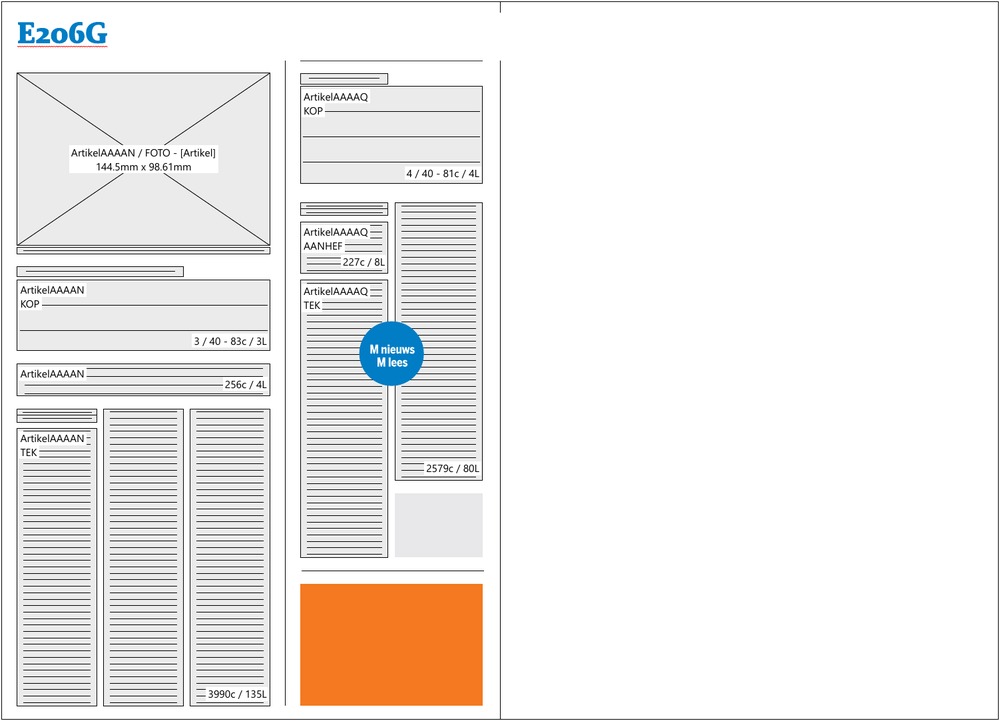 E206G
ArtikelAAAAN / FOTO - [Artikel]
144.5mm x 98.61mm
ArtikelAAAAN
KOP
3 / 40 - 83c / 3L
ArtikelAAAAN
256c / 4L
ArtikelAAAAN
TEK
3990c / 135L
ArtikelAAAAQ
KOP
4 / 40 - 81c / 4L
ArtikelAAAAQ
AANHEF
227c / 8L
ArtikelAAAAQ
TEK
M nieuws
M lees
2579c / 80L